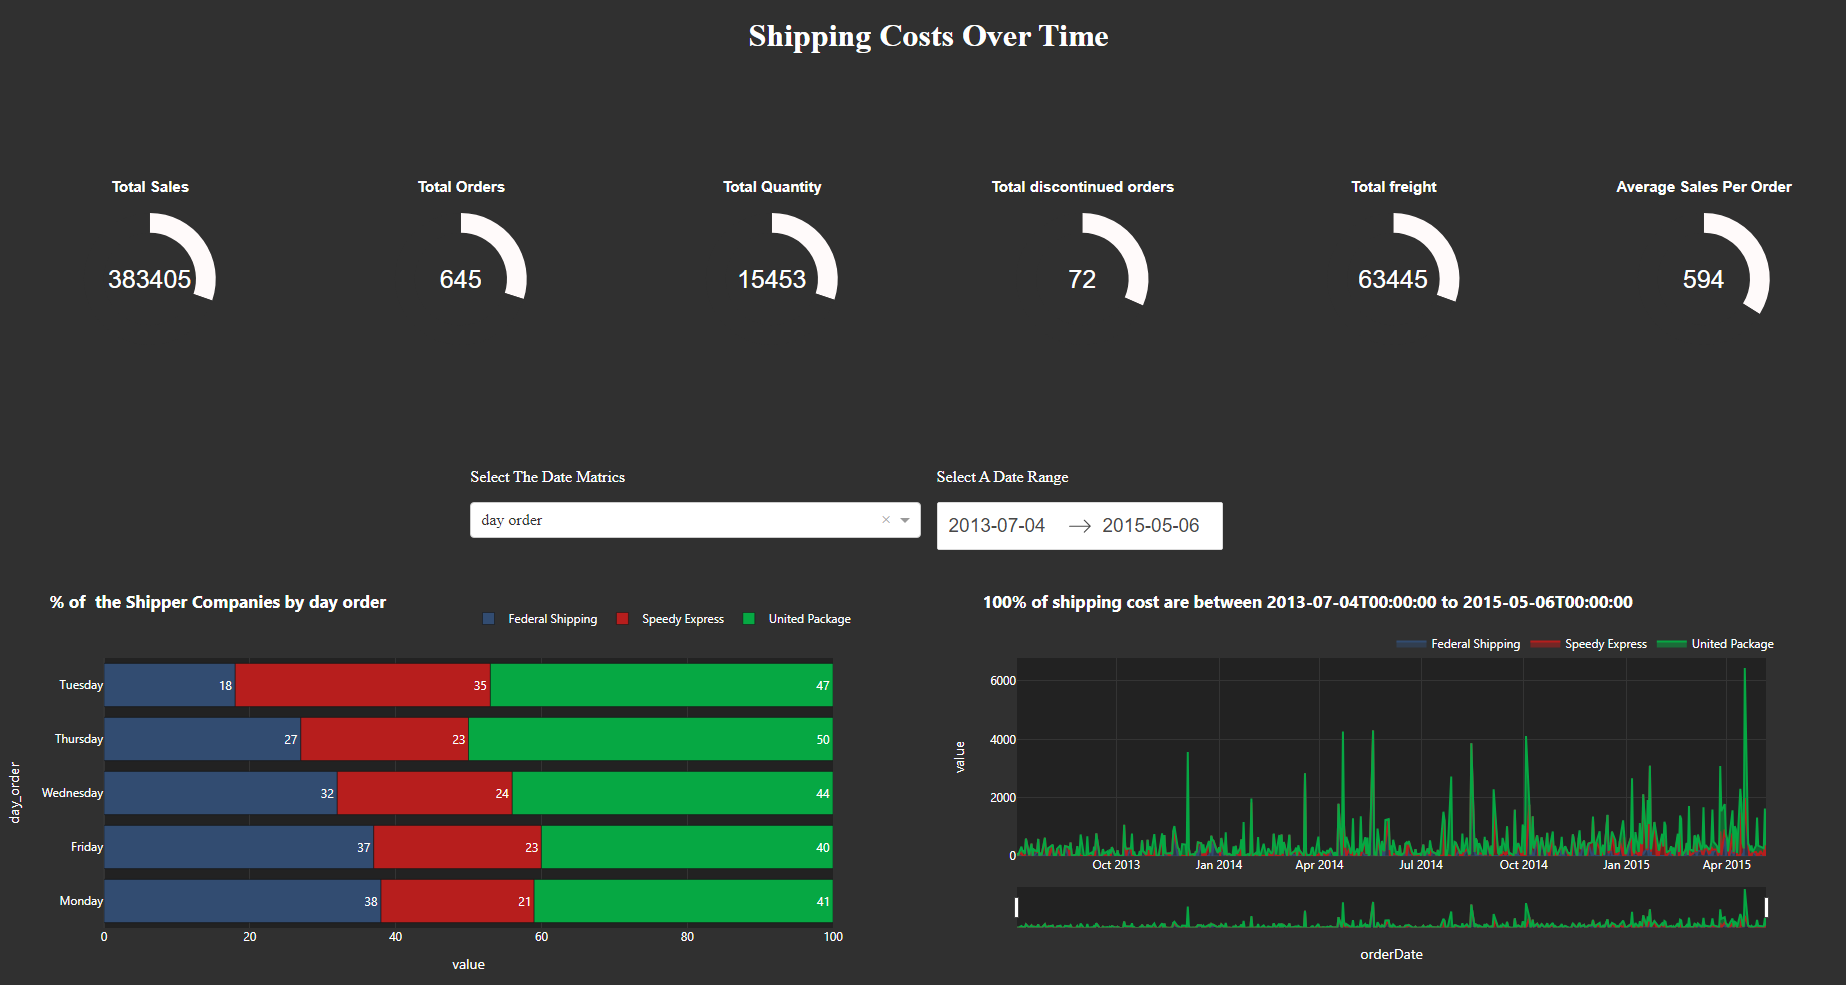 Shipping Costs Over Time
Total Sales
383405
Total Orders
645
Total Quantity
15453
Total discontinued orders
72
Total freight
63445
Average Sales Per Order
594
Select The Date Matrics
day order
×
Select A Date Range
2013-07-04 → 2015-05-06
% of the Shipper Companies by day order
Federal Shipping Speedy Express United Package
day_order
Tuesday 18 35 47
Thursday 27 23 50
Wednesday 32 24 44
Friday 37 23 40
Monday 38 21 41
0 20 40 60 80 100
value
100% of shipping cost are between 2013-07-04T00:00:00 to 2015-05-06T00:00:00
Federal Shipping Speedy Express United Package
value
6000
4000
2000
0
Oct 2013 Jan 2014 Apr 2014 Jul 2014 Oct 2014 Jan 2015 Apr 2015
orderDate